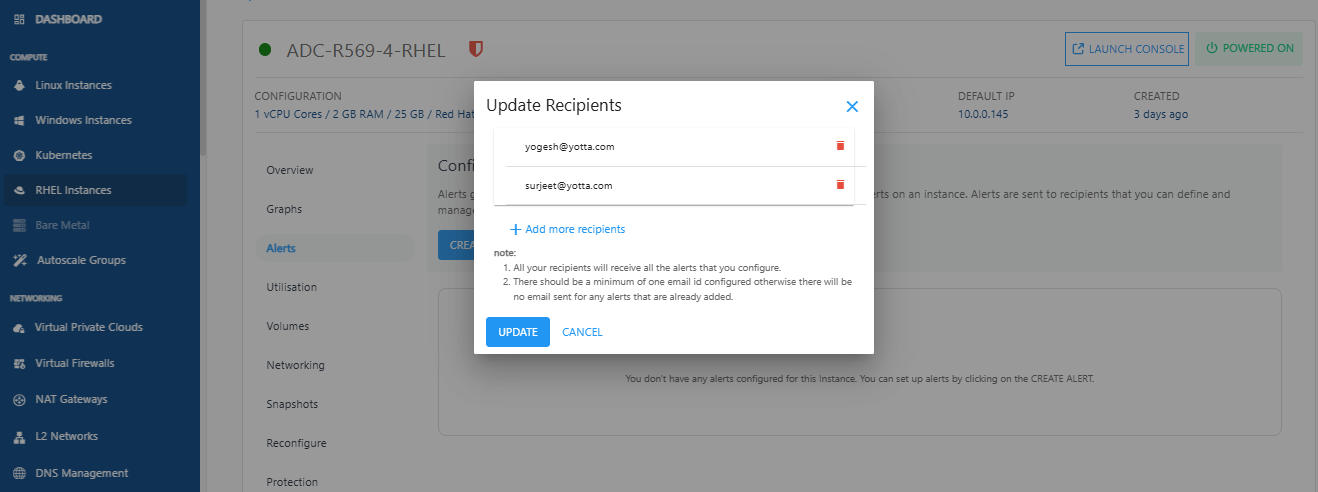 DASHBOARD
COMPUTE
Linux Instances
Windows Instances
Kubernetes
RHEL Instances
Bare Metal
Autoscale Groups
NETWORKING
Virtual Private Clouds
Virtual Firewalls
NAT Gateways
L2 Networks
DNS Management
ADC-R569-4-RHEL
LAUNCH CONSOLE
POWERED ON
CONFIGURATION
1 vCPU Cores / 2 GB RAM / 25 GB / Red Hat
DEFAULT IP
10.0.0.145
CREATED
3 days ago
Overview
Graphs
Alerts
Utilisation
Volumes
Networking
Snapshots
Reconfigure
Protection
Alerts
erts on an instance. Alerts are sent to recipients that you can define and
manage
You don't have any alerts configured for this Instance. You can set up alerts by clicking on the CREATE ALERT.
Update Recipients
yogesh@yotta.com
surjeet@yotta.com
Add more recipients
note:
1. All your recipients will receive all the alerts that you configure.
2. There should be a minimum of one email id configured otherwise there will be
no email sent for any alerts that are already added.
UPDATE
CANCEL